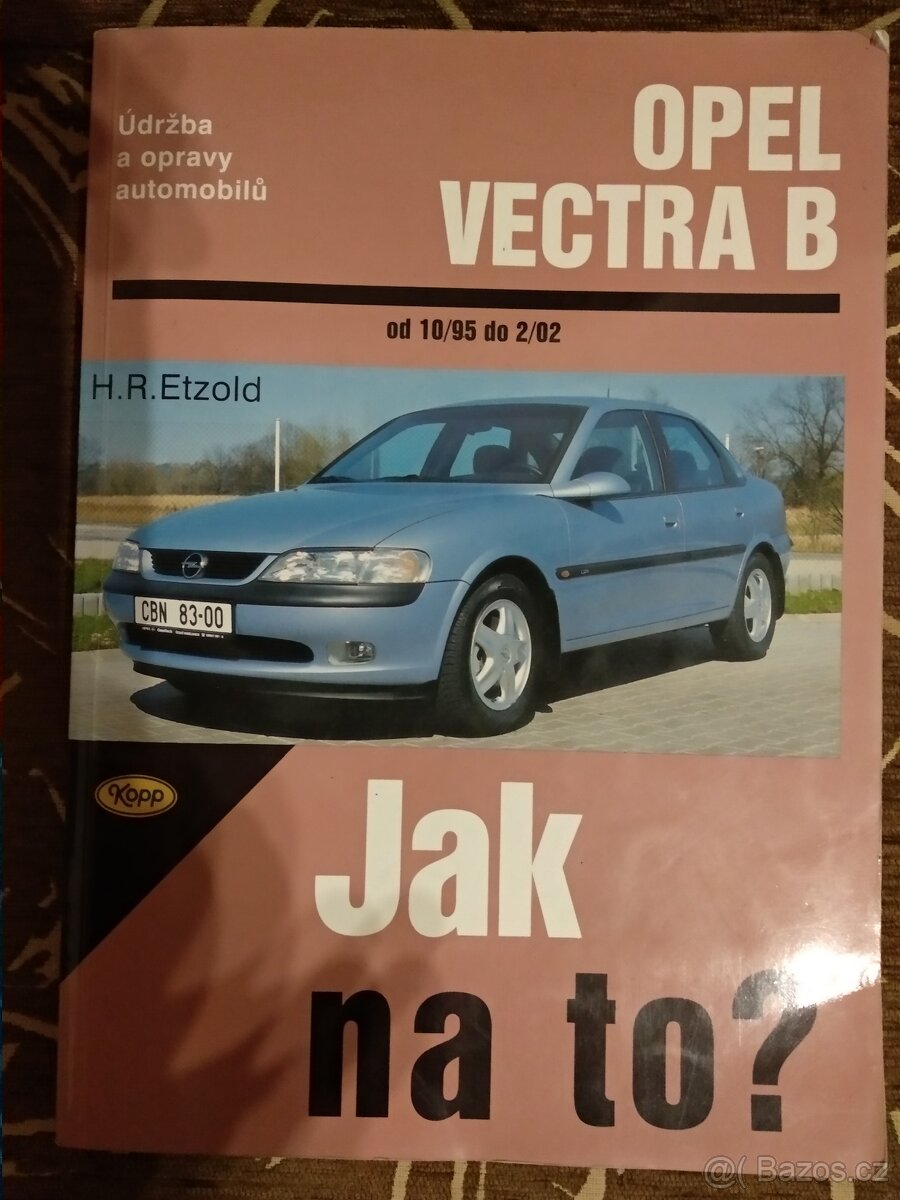 Údržba
a opravy
automobilů
OPEL
VECTRA B
od 10/95 do 2/02
H.R.Etzold
CBN 83-00
Kopp
Jak
na to?
@( Bazos.cz